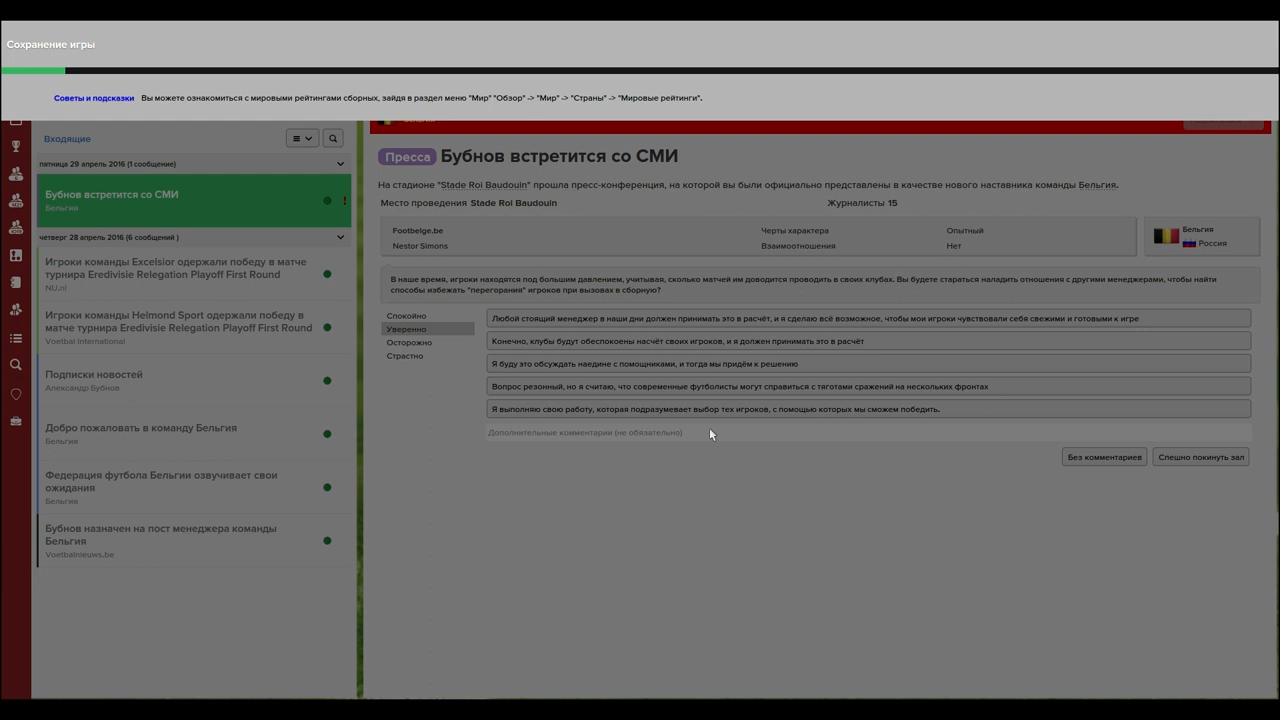 Сохранение игры
Советы и подсказки Вы можете ознакомиться с мировыми рейтингами сборных, зайдя в раздел меню "Мир" "Обзор" -> "Мир" -> "Страны" -> "Мировые рейтинги".
Входящие
пятница 29 апрель 2016 (1 сообщение)
Бубнов встретится со СМИ
Бельгия
четверг 28 апрель 2016 (6 сообщений )
Игроки команды Excelsior одержали победу в матче
турнира Eredivisie Relegation Playoff First Round
NU.nl
Игроки команды Helmond Sport одержали победу в
матче турнира Eredivisie Relegation Playoff First Round
Voetbal International
Подписки новостей
Александр Бубнов
Добро пожаловать в команду Бельгия
Бельгия
Федерация футбола Бельгии озвучивает свои
ожидания
Бельгия
Бубнов назначен на пост менеджера команды
Бельгия
Voetbalnieuws.be
Пресса Бубнов встретится со СМИ
На стадионе "Stade Roi Baudouin" прошла пресс-конференция, на которой вы были официально представлены в качестве нового наставника команды Бельгия.
Место проведения Stade Roi Baudouin Журналисты 15
Footbelge.be Черты характера Опытный
Nestor Simons Взаимоотношения Нет
Бельгия
Россия
В наше время, игроки находятся под большим давлением, учитывая, сколько матчей им доводится проводить в своих клубах. Вы будете стараться наладить отношения с другими менеджерами, чтобы найти
способы избежать "перегорания" игроков при вызовах в сборную?
Спокойно
Уверенно
Осторожно
Страстно
Любой стоящий менеджер в наши дни должен принимать это в расчёт, и я сделаю всё возможное, чтобы мои игроки чувствовали себя свежими и готовыми к игре
Конечно, клубы будут обеспокоены насчёт своих игроков, и я должен принимать это в расчёт
Я буду это обсуждать наедине с помощниками, и тогда мы придём к решению
Вопрос резонный, но я считаю, что современные футболисты могут справиться с тяготами сражений на нескольких фронтах
Я выполняю свою работу, которая подразумевает выбор тех игроков, с помощью которых мы сможем победить.
Дополнительные комментарии (не обязательно)
Без комментариев Спешно покинуть зал